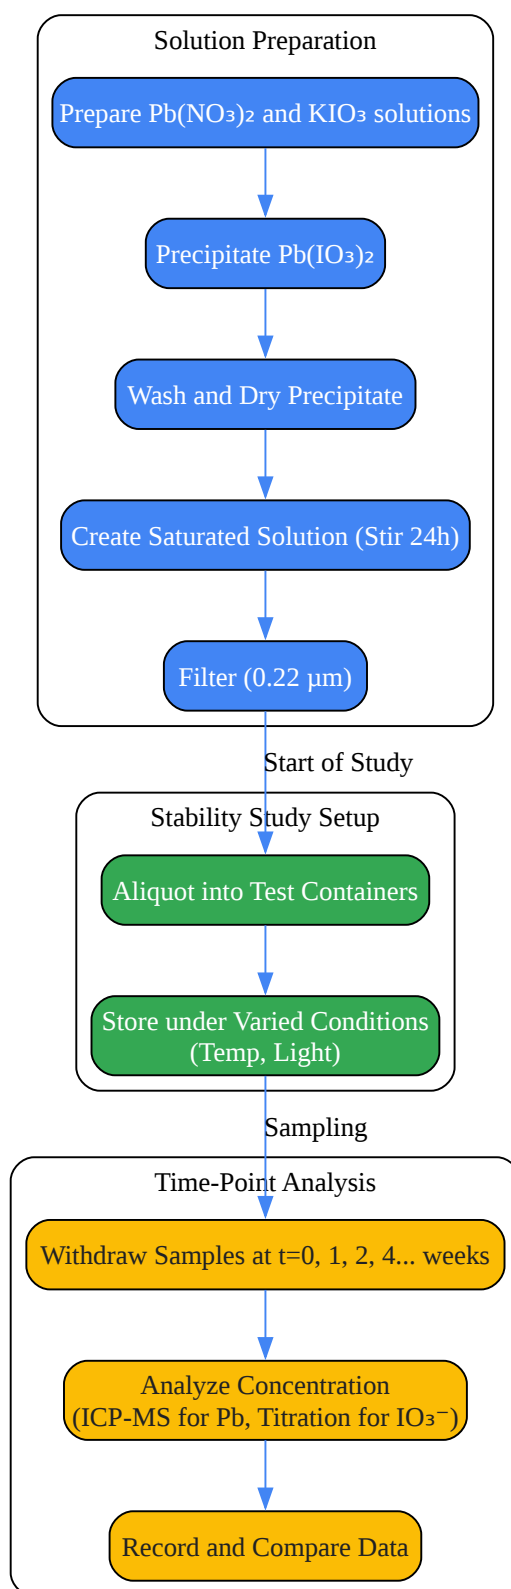 Solution Preparation
Prepare Pb(NO₃)₂ and KIO₃ solutions
Precipitate Pb(IO₃)₂
Wash and Dry Precipitate
Create Saturated Solution (Stir 24h)
Filter (0.22 µm)
Start of Study
Stability Study Setup
Aliquot into Test Containers
Store under Varied Conditions
(Temp, Light)
Sampling
Time-Point Analysis
Withdraw Samples at t=0, 1, 2, 4... weeks
Analyze Concentration
(ICP-MS for Pb, Titration for IO₃⁻)
Record and Compare Data